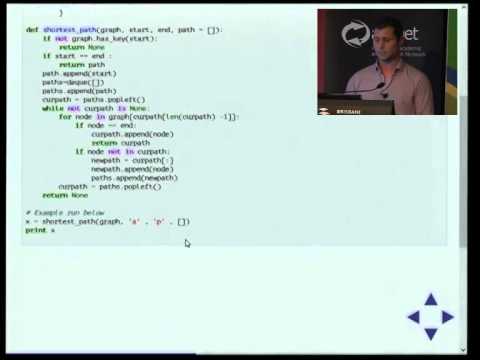 }
def shortest_path(graph, start, end, path = []):
if not graph.has_key(start):
return None
if start == end :
return path
path.append(start)
paths=deque([])
paths.append(path)
curpath = paths.popleft()
while not curpath is None:
for node in graph[curpath[len(curpath) -1]]:
if node == end:
curpath.append(node)
return curpath
if node not in curpath:
newpath = curpath[:]
newpath.append(node)
paths.append(newpath)
curpath = paths.popleft()
return None
# Example run below
x = shortest_path(graph, 'a' , 'p' , [])
print x
net
Network
BRISBANE